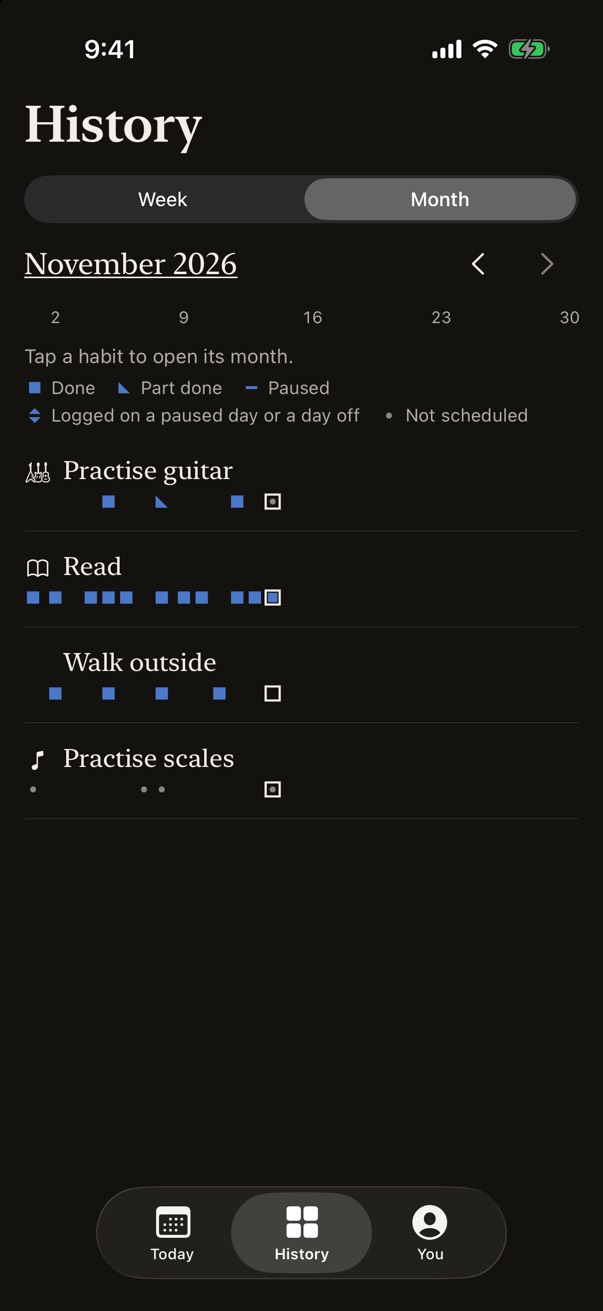 9:41
History
Week Month
November 2026
2 9 16 23 30
Tap a habit to open its month.
Done Part done Paused
Logged on a paused day or a day off Not scheduled
Practise guitar
Read
Walk outside
Practise scales
Today History You